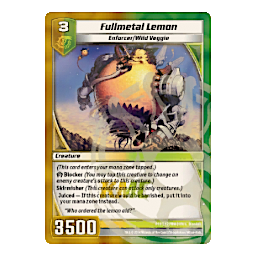 3
Fullmetal Lemon
Enforcer/Wild Veggie
Creature
(This card enters your mana zone tapped.)
Blocker (You may tap this creature to change an
enemy creature's attack to this creature.)
Skirmisher (This creature can attack only creatures.)
Juiced — If this creature would be banished, put it into
your mana zone instead.
"Who ordered the lemon aid?"
3500